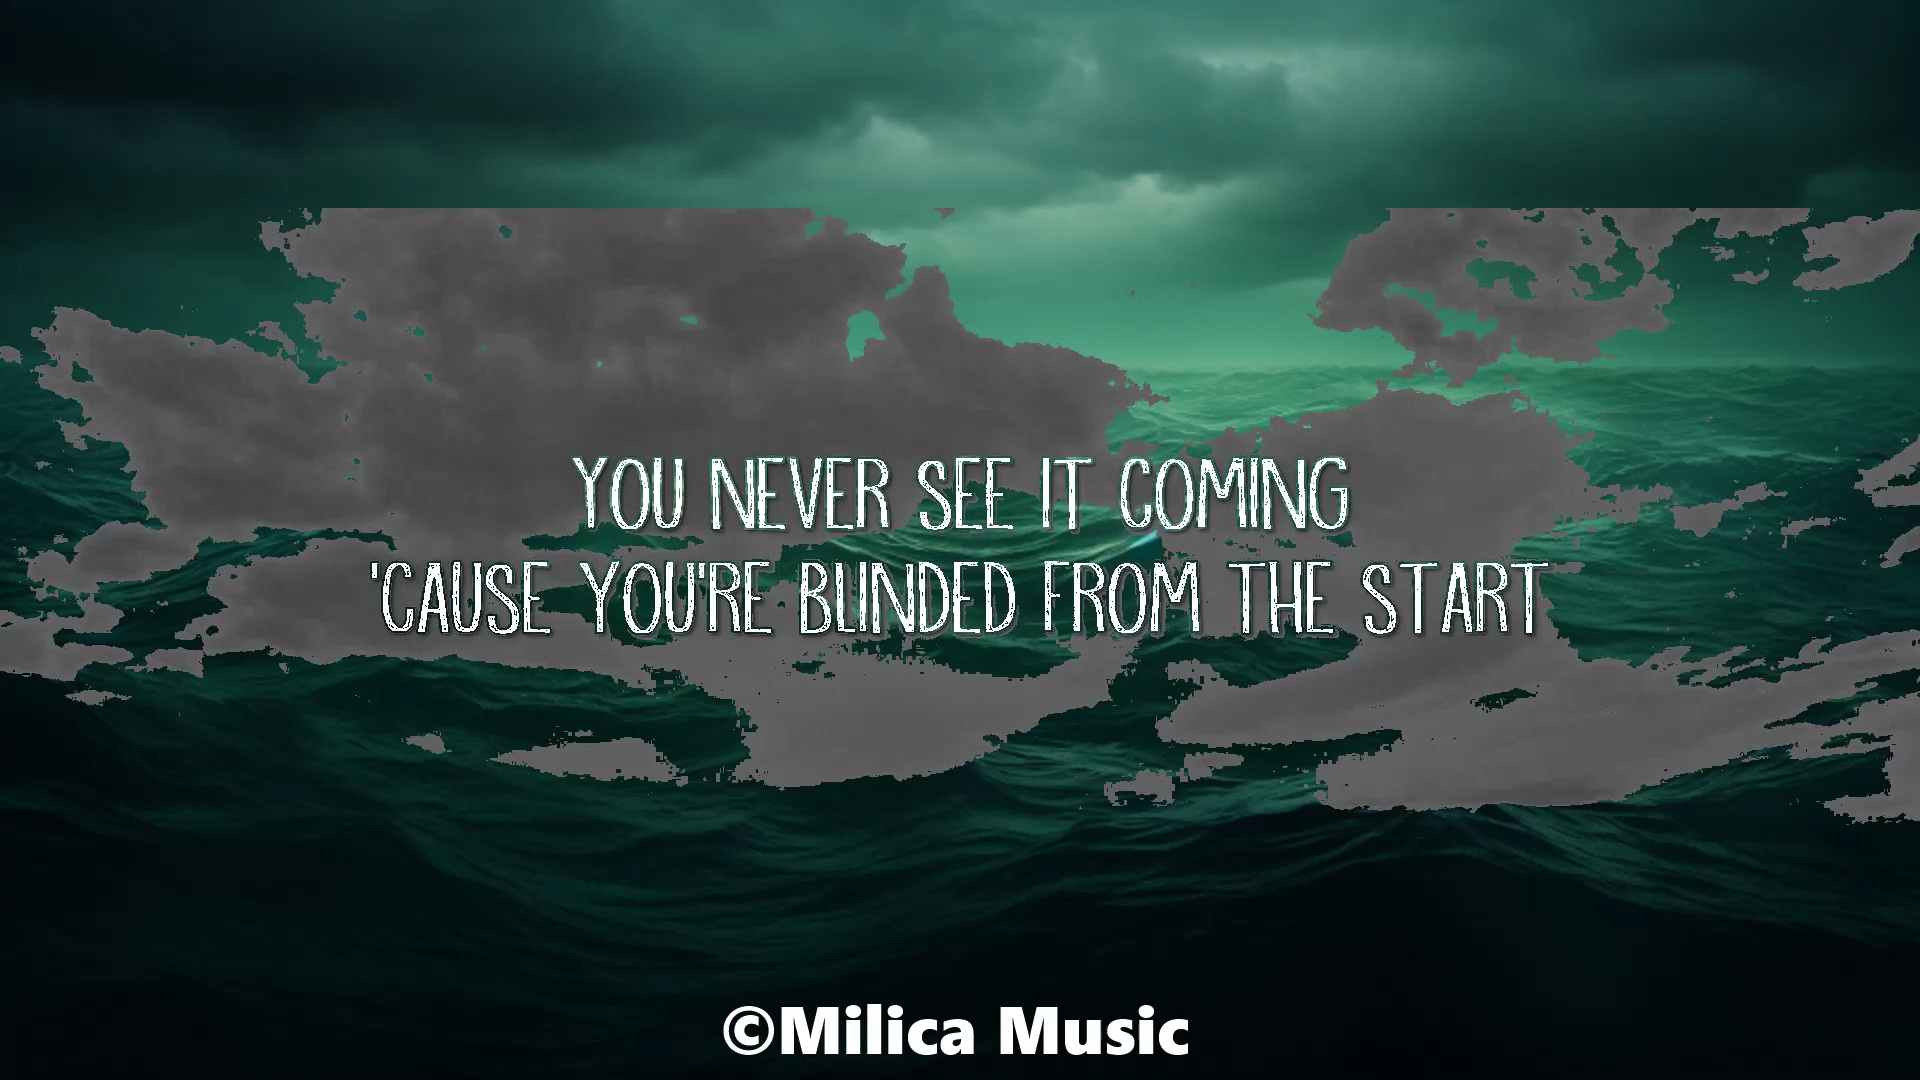 YOU NEVER SEE IT COMING
'CAUSE YOU'RE BLINDED FROM THE START
©Milica Music